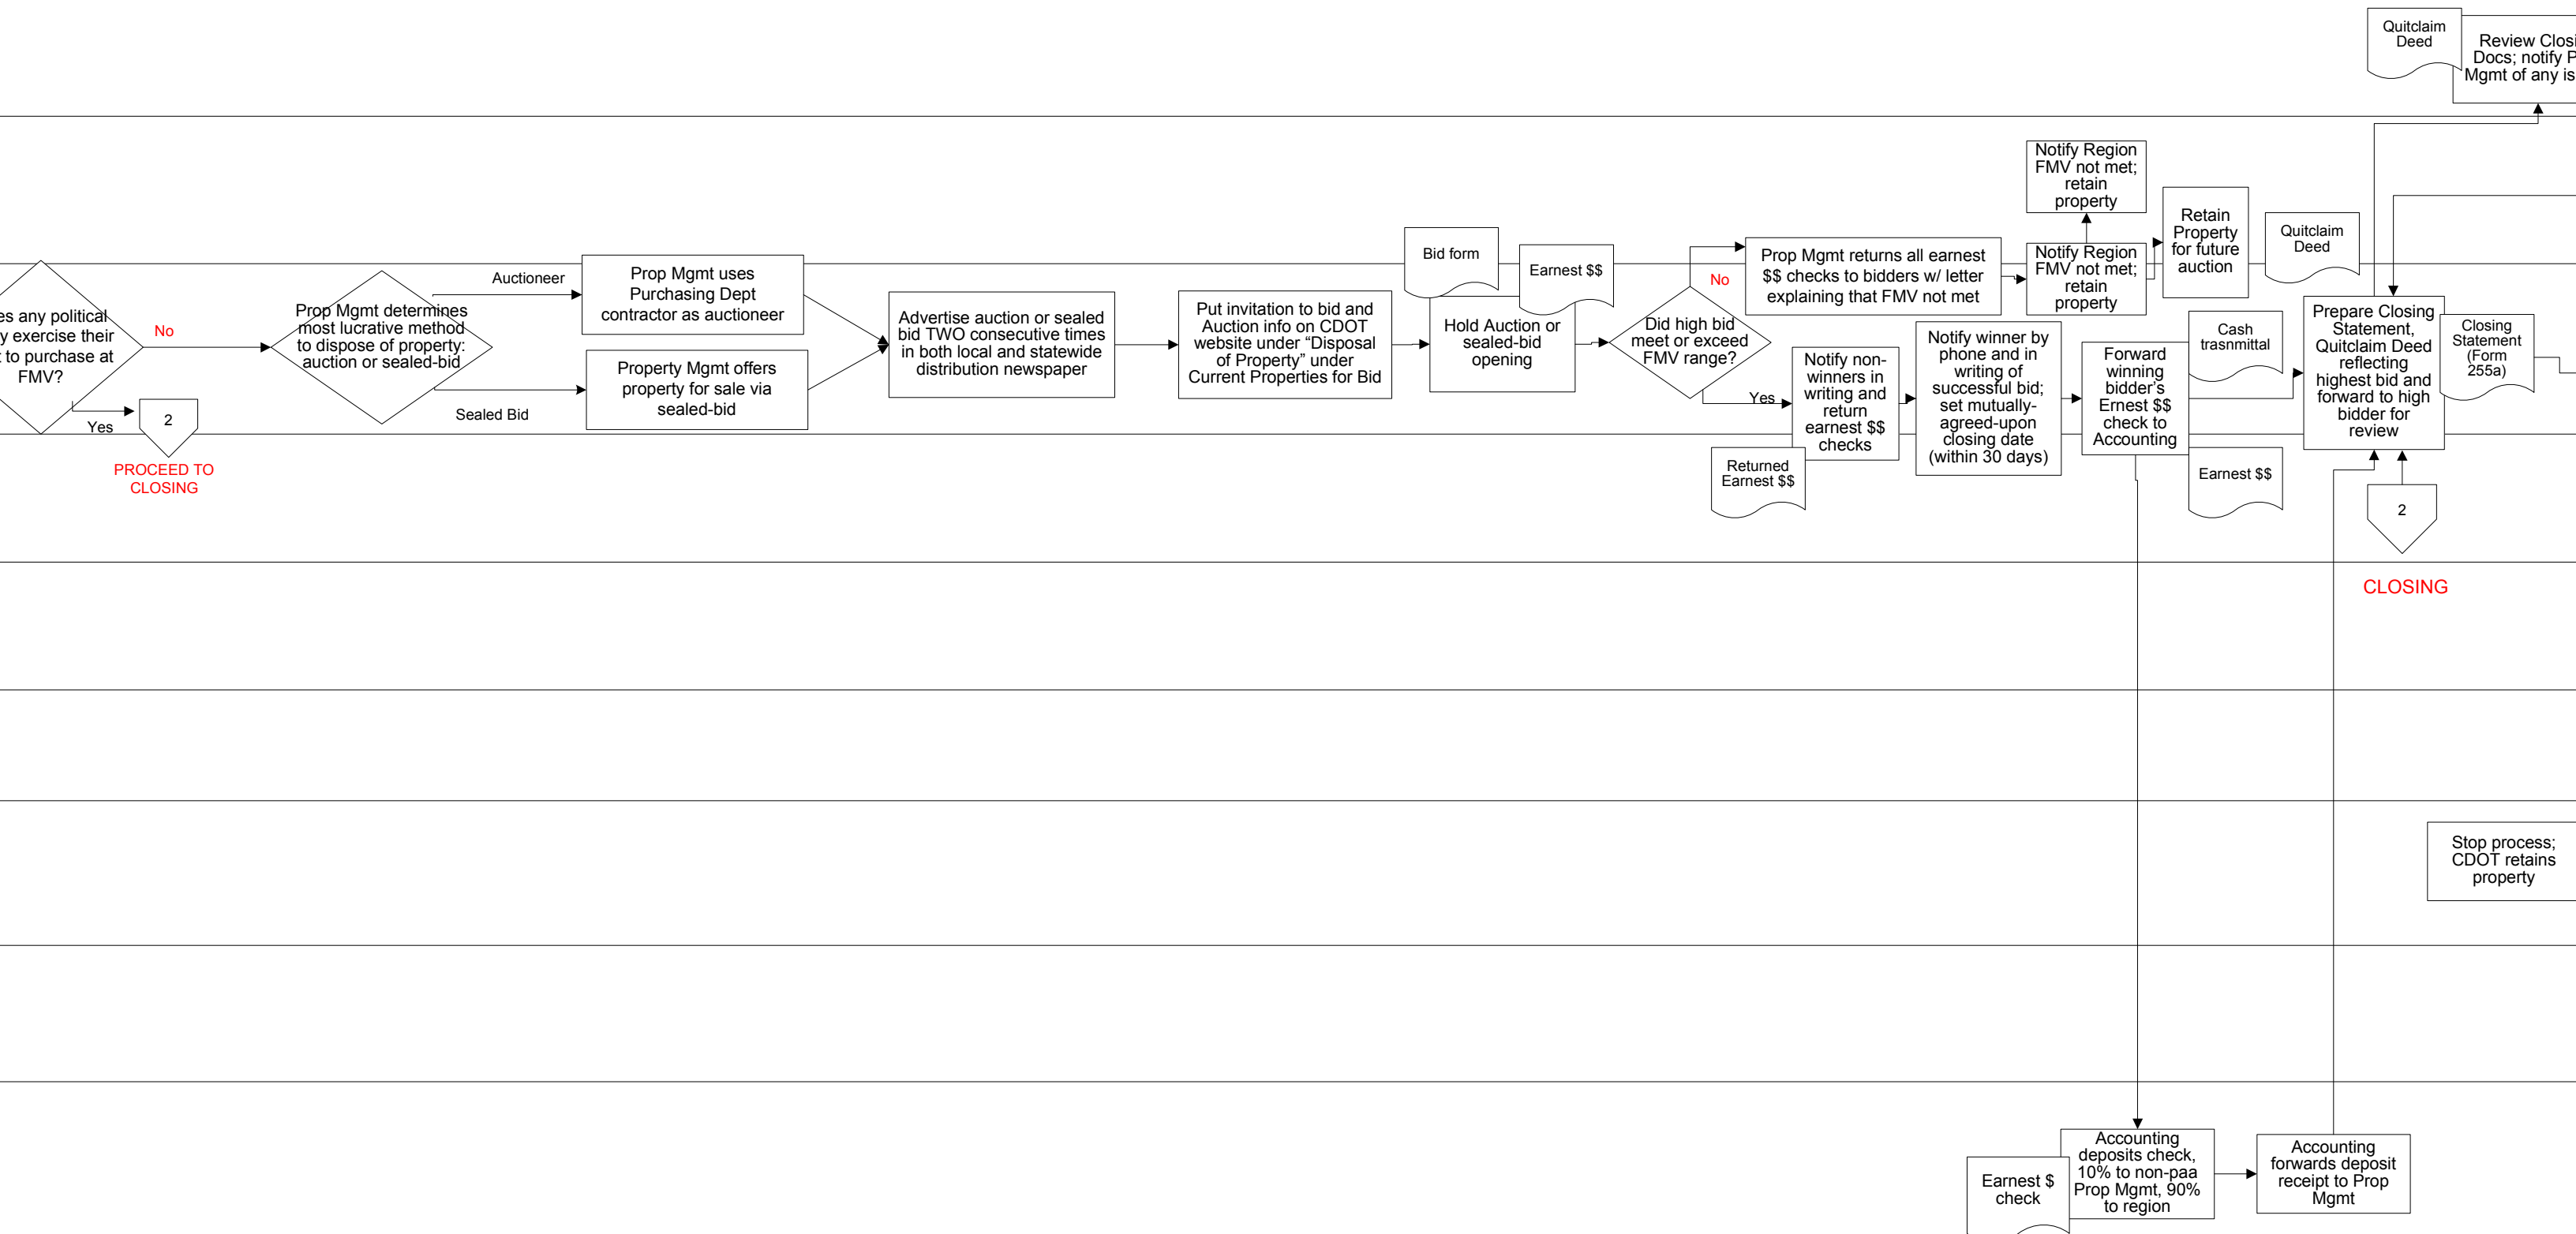 Quitclaim
Deed
Review Closi
Docs; notify P
Mgmt of any is
Notify Region
FMV not met;
retain
property
Retain
Property
for future
auction
Quitclaim
Deed
Bid form
Earnest $$
No
Prop Mgmt returns all earnest
$$ checks to bidders w/ letter
explaining that FMV not met
Notify Region
FMV not met;
retain
property
es any political
y exercise their
t to purchase at
FMV?
No
Yes
2
PROCEED TO
CLOSING
Prop Mgmt determines
most lucrative method
to dispose of property:
auction or sealed-bid
Auctioneer
Sealed Bid
Prop Mgmt uses
Purchasing Dept
contractor as auctioneer
Property Mgmt offers
property for sale via
sealed-bid
Advertise auction or sealed
bid TWO consecutive times
in both local and statewide
distribution newspaper
Put invitation to bid and
Auction info on CDOT
website under “Disposal
of Property” under
Current Properties for Bid
Hold Auction or
sealed-bid
opening
Did high bid
meet or exceed
FMV range?
Yes
Notify non-
winners in
writing and
return
earnest $$
checks
Returned
Earnest $$
Notify winner by
phone and in
writing of
successful bid;
set mutually-
agreed-upon
closing date
(within 30 days)
Forward
winning
bidder’s
Ernest $$
check to
Accounting
Cash
trasnmittal
Earnest $$
Prepare Closing
Statement,
Quitclaim Deed
reflecting
highest bid and
forward to high
bidder for
review
Closing
Statement
(Form
255a)
2
CLOSING
Stop process;
CDOT retains
property
Earnest $
check
Accounting
deposits check,
10% to non-paa
Prop Mgmt, 90%
to region
Accounting
forwards deposit
receipt to Prop
Mgmt